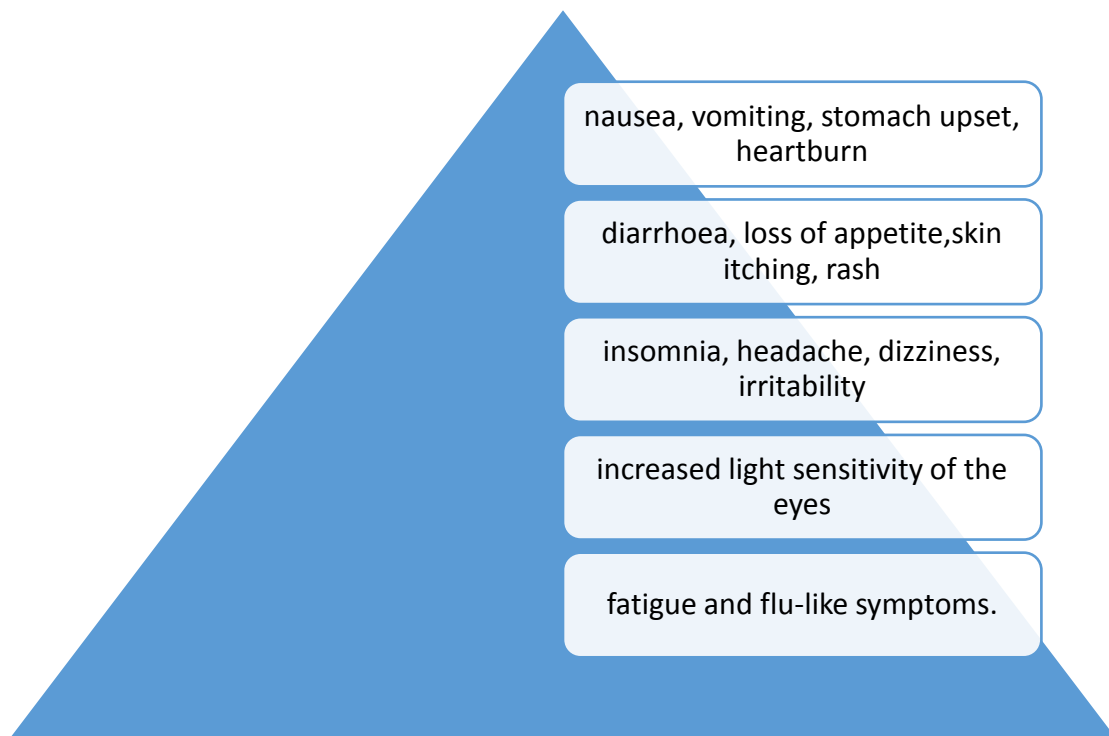 nausea, vomiting, stomach upset,
heartburn
diarrhoea, loss of appetite,skin
itching, rash
insomnia, headache, dizziness,
irritability
increased light sensitivity of the
eyes
fatigue and flu-like symptoms.